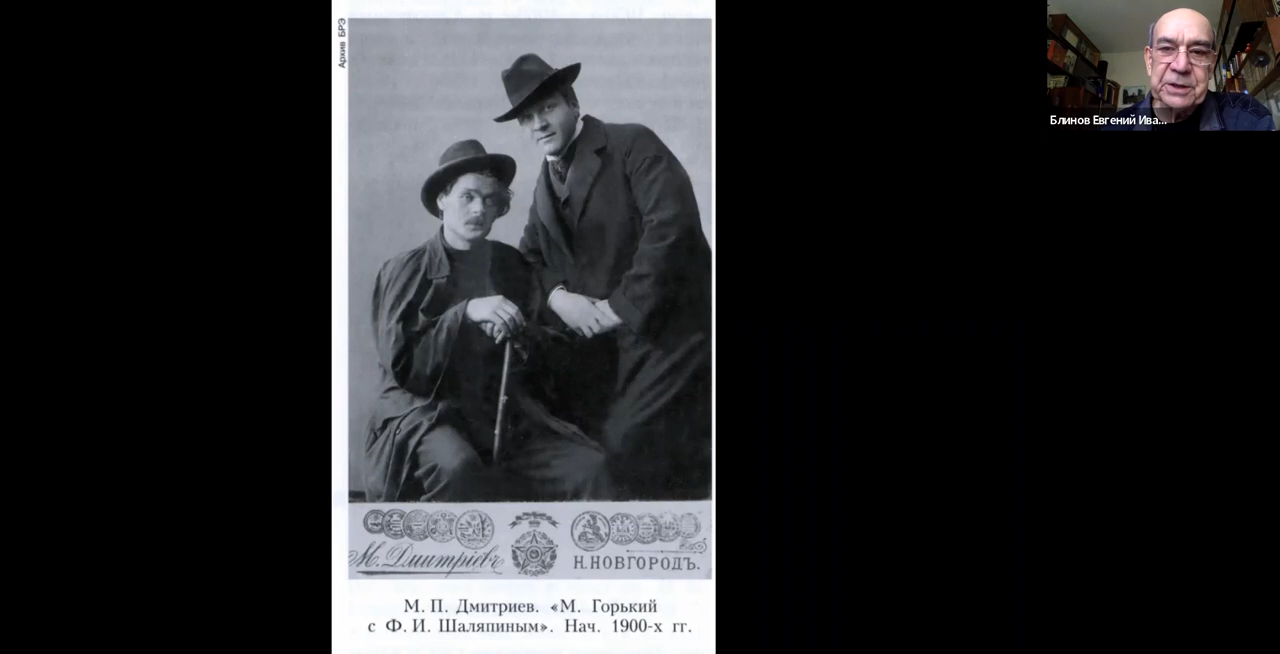 Архив БРЭ
Блинов Евгений Ива...
М. Дмитріевъ
Н.НОВГОРОДЪ.
М. П. Дмитриев. «М. Горький
с Ф. И. Шаляпиным». Нач. 1900-х гг.